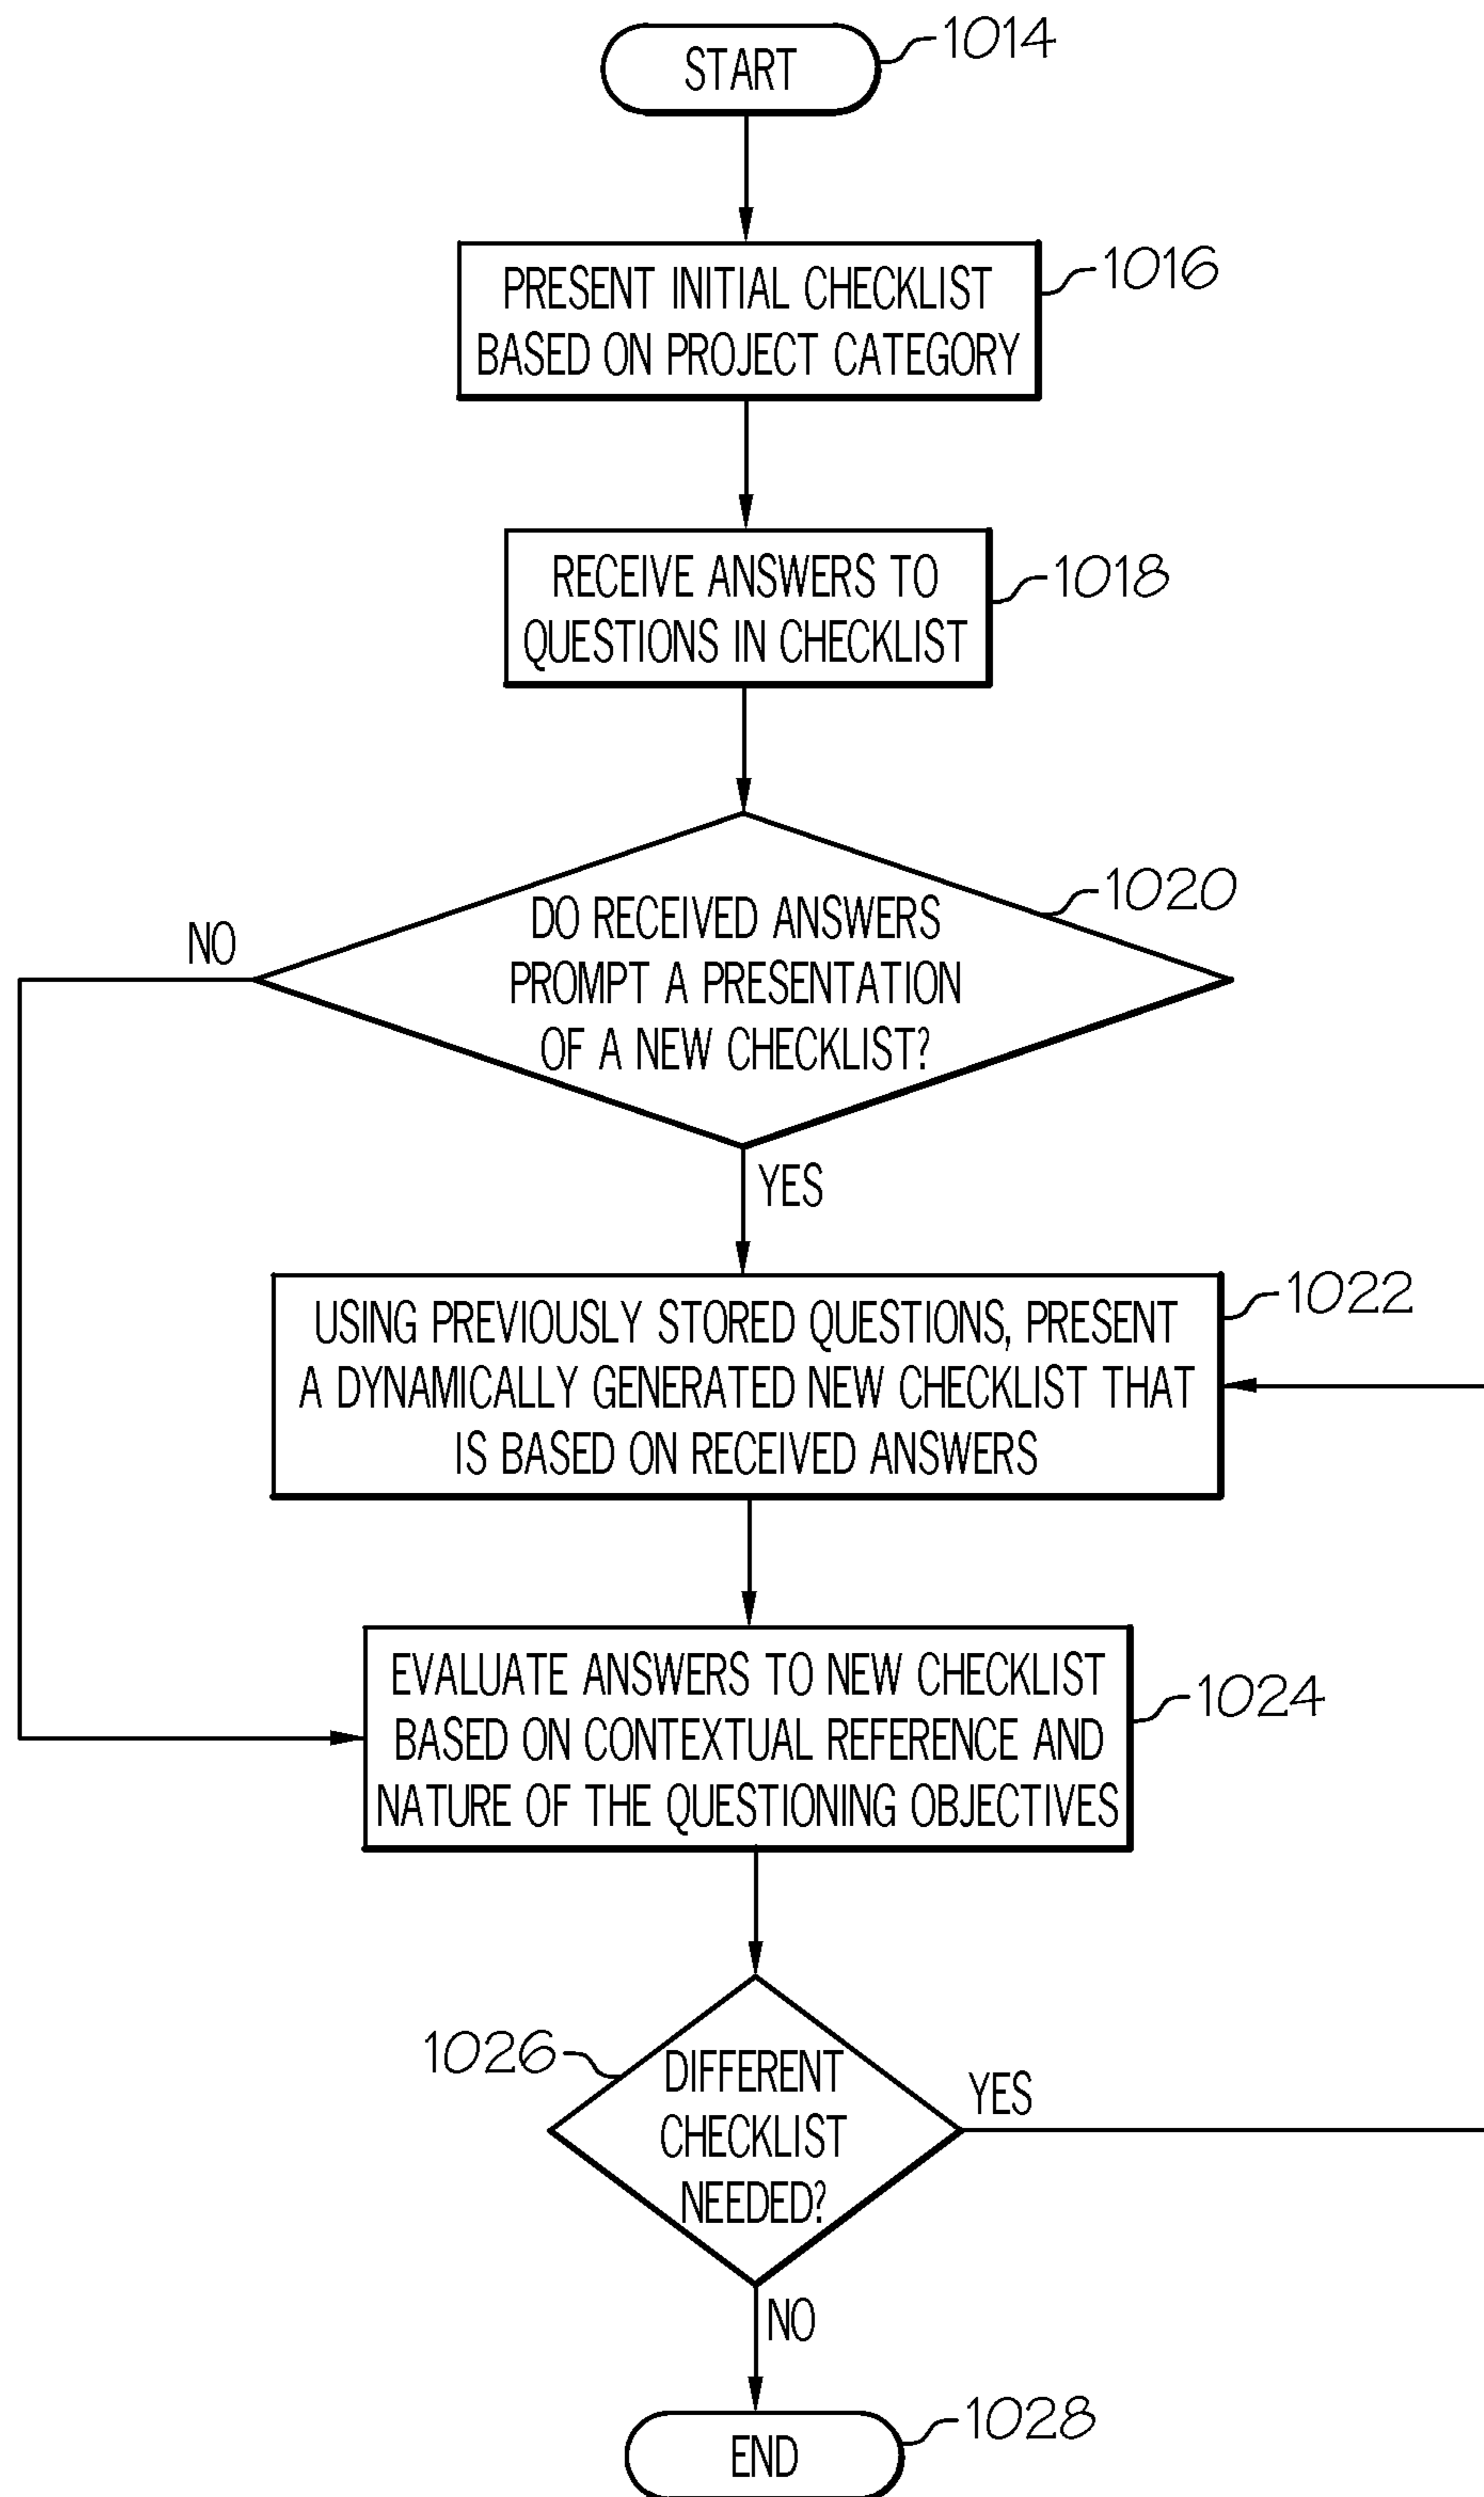 START
1014
PRESENT INITIAL CHECKLIST
BASED ON PROJECT CATEGORY
1016
RECEIVE ANSWERS TO
QUESTIONS IN CHECKLIST
1018
DO RECEIVED ANSWERS
PROMPT A PRESENTATION
OF A NEW CHECKLIST?
1020
NO
YES
USING PREVIOUSLY STORED QUESTIONS, PRESENT
A DYNAMICALLY GENERATED NEW CHECKLIST THAT
IS BASED ON RECEIVED ANSWERS
1022
EVALUATE ANSWERS TO NEW CHECKLIST
BASED ON CONTEXTUAL REFERENCE AND
NATURE OF THE QUESTIONING OBJECTIVES
1024
1026
DIFFERENT
CHECKLIST
NEEDED?
YES
NO
END
1028